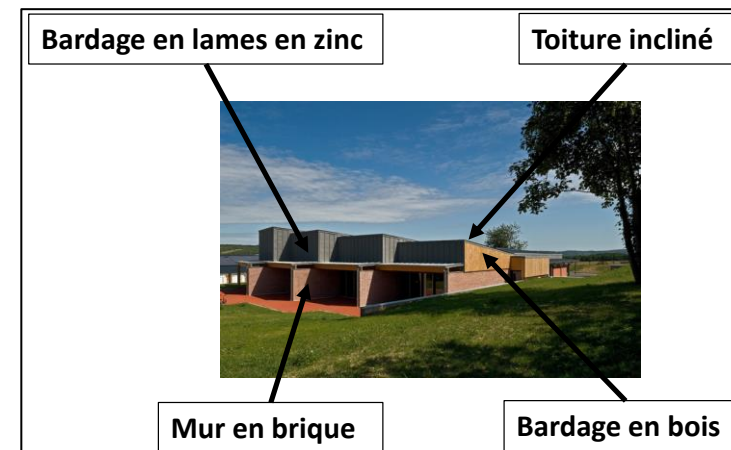 Bardage en lames en zinc
Toiture incliné
Mur en brique
Bardage en bois